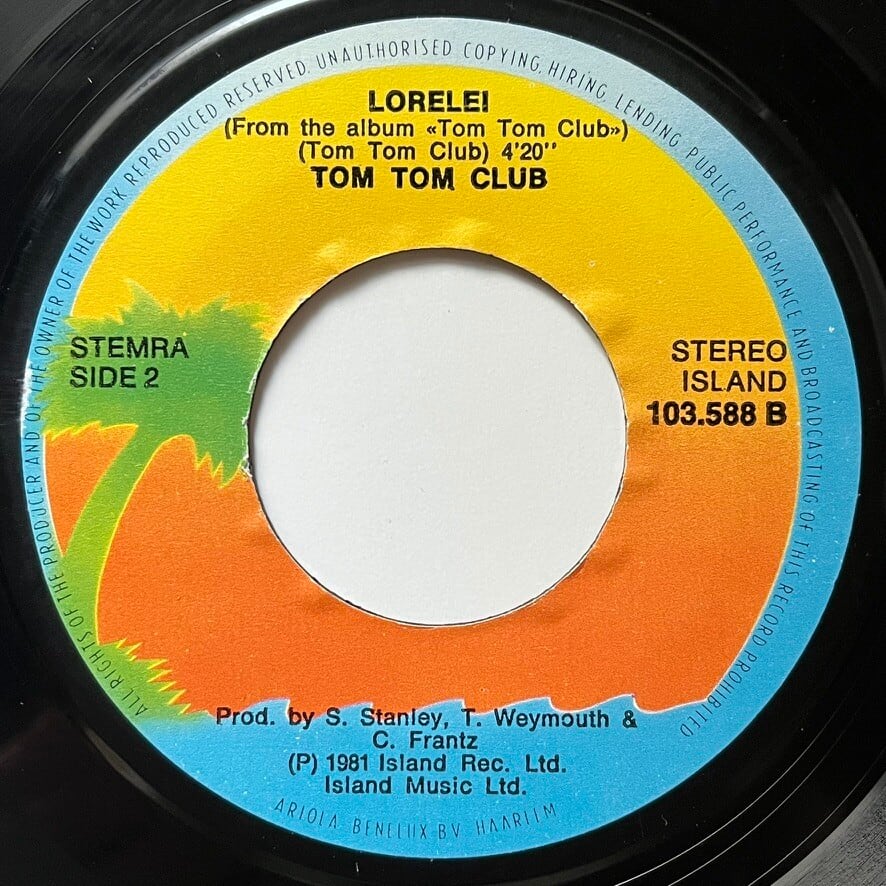 LORELEI
(From the album «Tom Tom Club»)
(Tom Tom Club) 4'20''
TOM TOM CLUB
STEMRA
SIDE 2
STEREO
ISLAND
103.588 B
Prod. by S. Stanley, T. Weymouth &
C. Frantz
(P) 1981 Island Rec. Ltd.
Island Music Ltd.
ALL RIGHTS OF THE PRODUCER AND OF THE OWNER OF THE WORK REPRODUCED RESERVED. UNAUTHORISED COPYING, HIRING, LENDING PUBLIC PERFORMANCE AND BROADCASTING OF THIS RECORD PROHIBITED
ARIOLA BENELUX BV HAARLEM